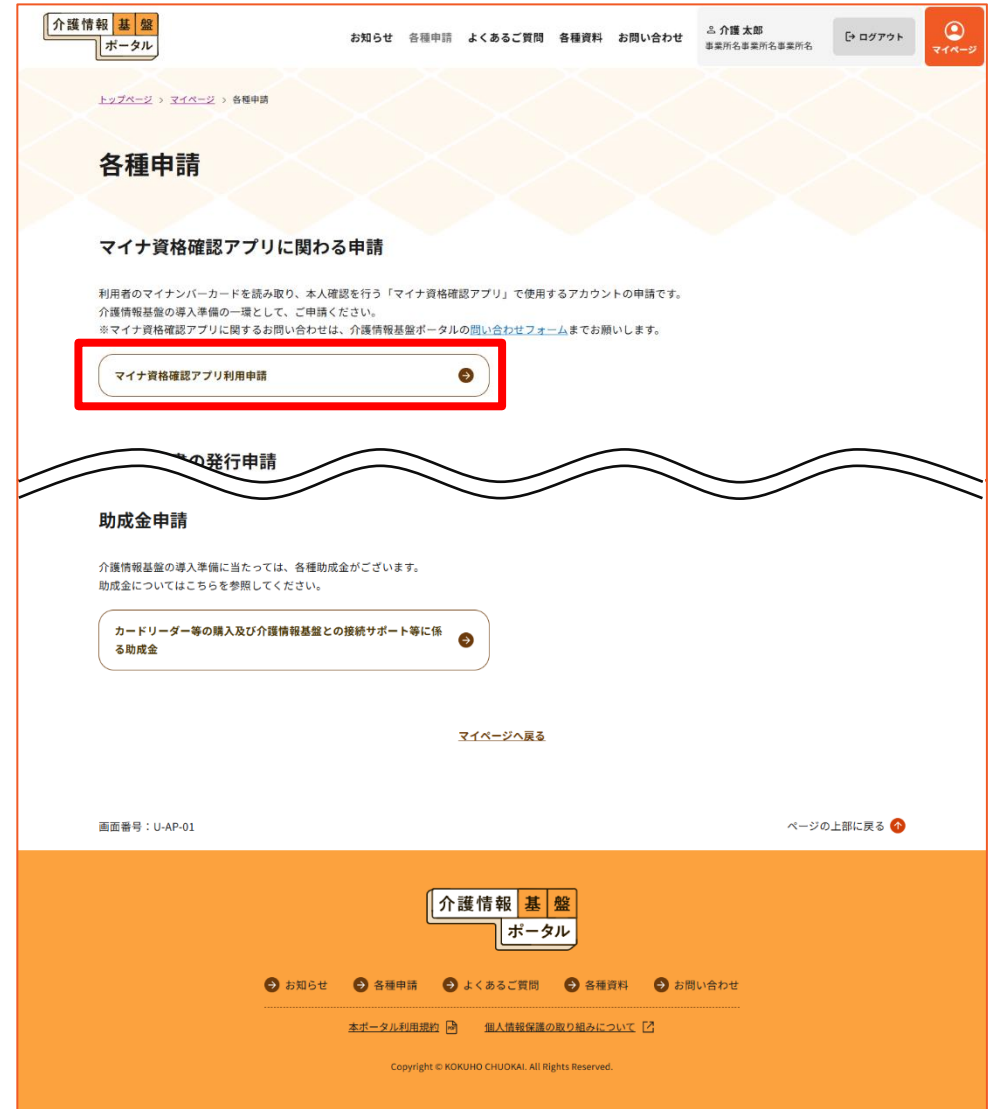 介護情報基盤
ポータル
お知らせ 各種申請 よくあるご質問 各種資料 お問い合わせ
介護 太郎
事業所名事業所名事業所名
ログアウト
マイページ
トップページ > マイページ > 各種申請
各種申請
マイナ資格確認アプリに関わる申請
利用者のマイナンバーカードを読み取り、本人確認を行う「マイナ資格確認アプリ」で使用するアカウントの申請です。
介護情報基盤の導入準備の一環として、ご申請ください。
※マイナ資格確認アプリに関するお問い合わせは、介護情報基盤ポータルの問い合わせフォームまでお願いします。
マイナ資格確認アプリ利用申請
の発行申請
助成金申請
介護情報基盤の導入準備に当たっては、各種助成金がございます。
助成金についてはこちらを参照してください。
カードリーダー等の購入及び介護情報基盤との接続サポート等に係
る助成金
マイページへ戻る
画面番号：U-AP-01
ページの上部に戻る
介護情報基盤
ポータル
お知らせ 各種申請 よくあるご質問 各種資料 お問い合わせ
本ポータル利用規約 個人情報保護の取り組みについて
Copyright © KOKUHO CHUOKAI. All Rights Reserved.